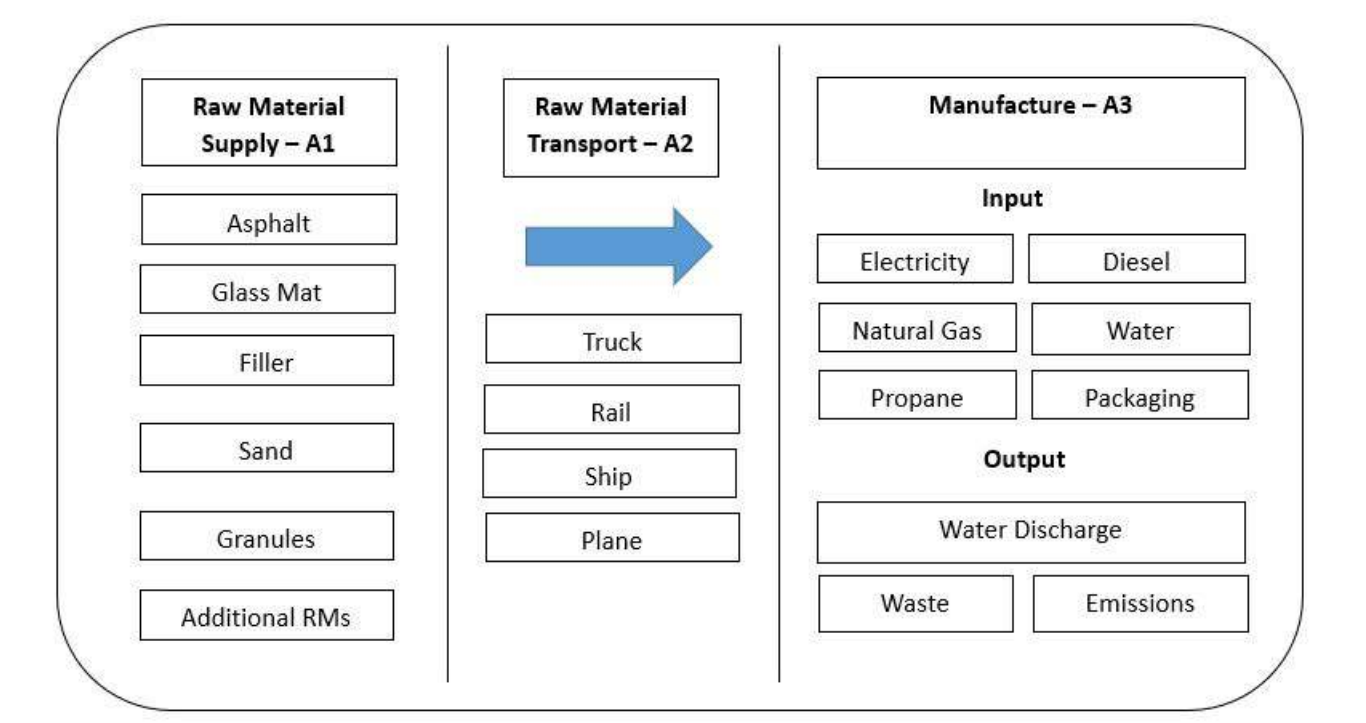 Raw Material
Supply – A1
Asphalt
Glass Mat
Filler
Sand
Granules
Additional RMs
Raw Material
Transport – A2
Truck
Rail
Ship
Plane
Manufacture – A3
Input
Electricity
Diesel
Natural Gas
Water
Propane
Packaging
Output
Water Discharge
Waste
Emissions